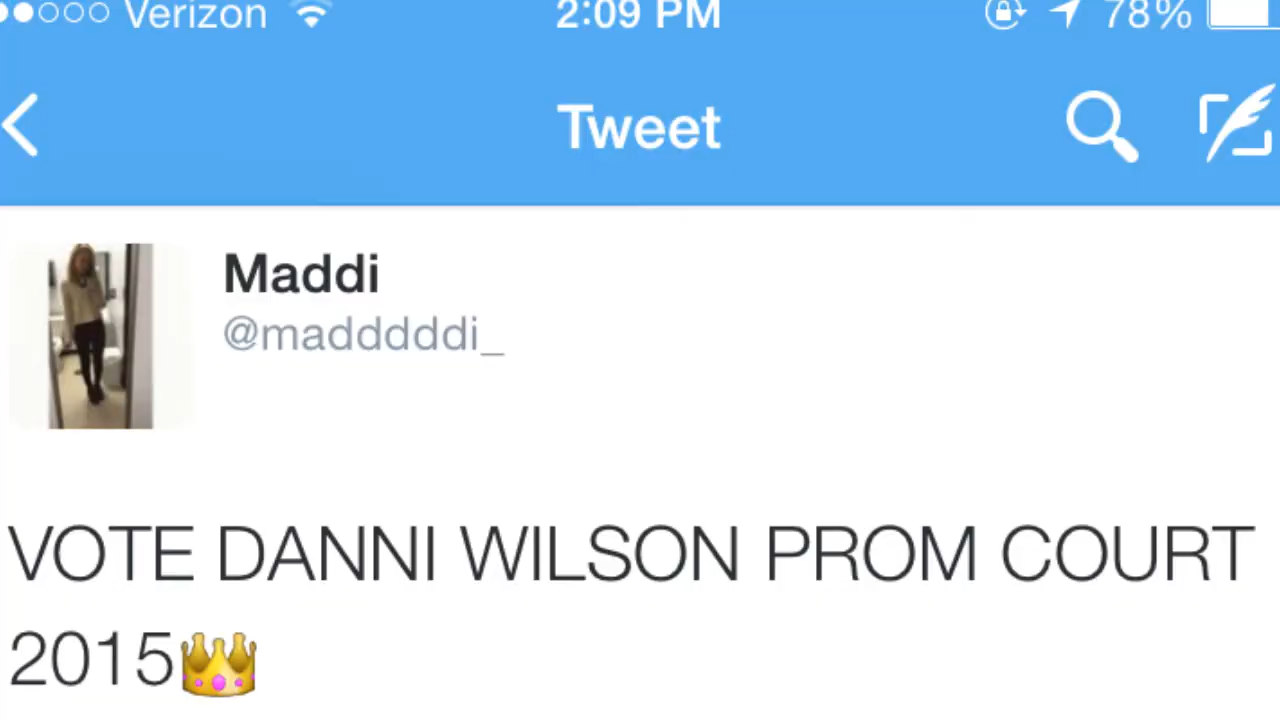 Verizon 2:09 PM 78%
Tweet
Maddi
@madddddi_
VOTE DANNI WILSON PROM COURT
2015👑